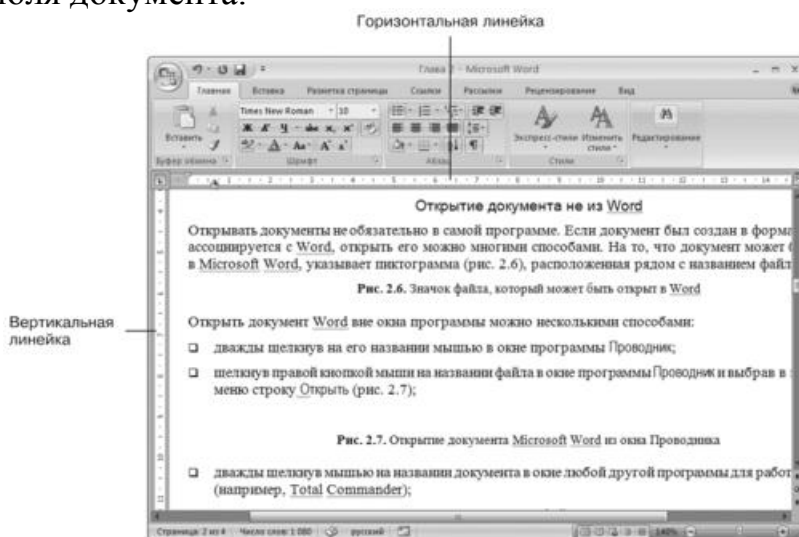 поля документа.
Горизонтальная линейка
Глава 2 - Microsoft Word
Главная Вставка Разметка страницы Ссылки Рассылки Рецензирование Вид
Times New Roman 10
Вставить
Ж К Ч abc x, x'
Aa
Экспресс-стили Изменить стили
Редактирование
Буфер обмена Шрифт Абзац Стили
Открытие документа не из Word
Открывать документы не обязательно в самой программе. Если документ был создан в форма
ассоциируется с Word, открыть его можно многими способами. На то, что документ может
в Microsoft Word, указывает пиктограмма (рис. 2.6), расположенная рядом с названием файл
Рис. 2.6. Значок файла, который может быть открыт в Word
Вертикальная
линейка
Открыть документ Word вне окна программы можно несколькими способами:
дважды щелкнув на его названии мышью в окне программы Проводник;
щелкнув правой кнопкой мыши на названии файла в окне программы Проводник и выбрав в
меню строку Открыть (рис. 2.7);
Рис. 2.7. Открытие документа Microsoft Word из окна Проводника
дважды щелкнув мышью на названии документа в окне любой другой программы для работ
(например, Total Commander);
Страница: 2 из 4 Число слов: 1 080 русский 140%